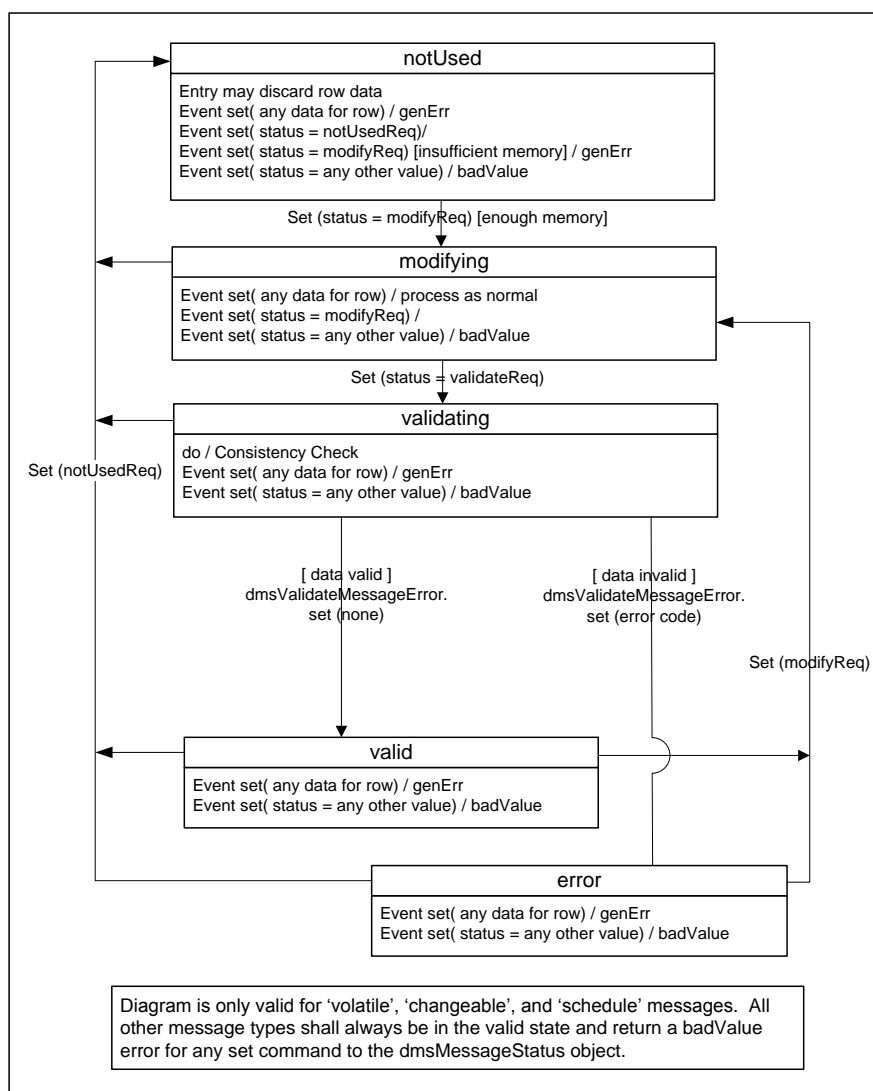 notUsed
Entry may discard row data
Event set( any data for row) / genErr
Event set( status = notUsedReq)/
Event set( status = modifyReq) [insufficient memory] / genErr
Event set( status = any other value) / badValue
Set (status = modifyReq) [enough memory]
modifying
Event set( any data for row) / process as normal
Event set( status = modifyReq) /
Event set( status = any other value) / badValue
Set (status = validateReq)
validating
do / Consistency Check
Event set( any data for row) / genErr
Event set( status = any other value) / badValue
Set (notUsedReq)
[ data valid ]
dmsValidateMessageError.
set (none)
[ data invalid ]
dmsValidateMessageError.
set (error code)
Set (modifyReq)
valid
Event set( any data for row) / genErr
Event set( status = any other value) / badValue
error
Event set( any data for row) / genErr
Event set( status = any other value) / badValue
Diagram is only valid for ‘volatile’, ‘changeable’, and ‘schedule’ messages.  All
other message types shall always be in the valid state and return a badValue
error for any set command to the dmsMessageStatus object.